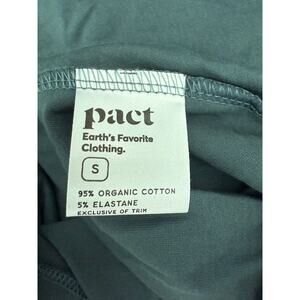 pact
Earth's Favorite
Clothing.
S
95% ORGANIC COTTON
5% ELASTANE
EXCLUSIVE OF TRIM